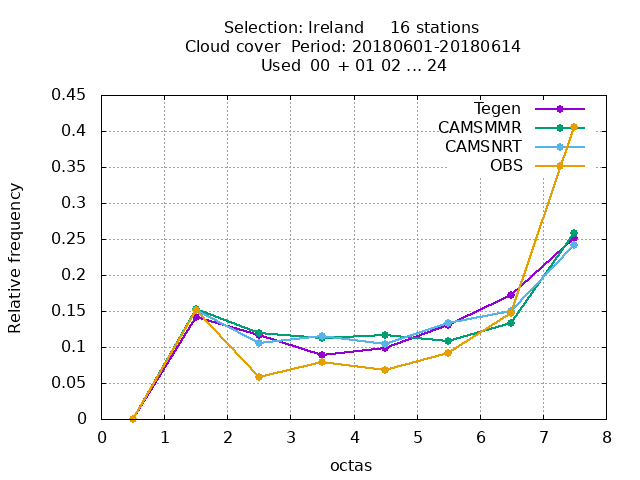 Selection: Ireland     16 stations
Cloud cover  Period: 20180601-20180614
Used  00  + 01 02 ... 24
Tegen
CAMSMMR
CAMSNRT
OBS
0.45
0.4
0.35
0.3
0.25
0.2
0.15
0.1
0.05
0
Relative frequency
0 1 2 3 4 5 6 7 8
octas